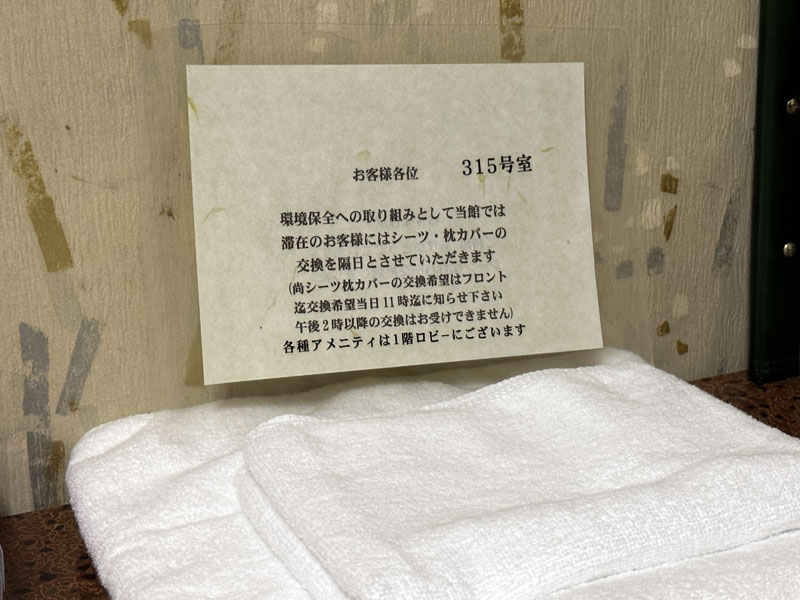 お客様各位 315号室
環境保全への取り組みとして当館では
滞在のお客様にはシーツ・枕カバーの
交換を隔日とさせていただきます
(尚シーツ枕カバーの交換希望はフロント
迄交換希望当日11時迄に知らせ下さい
午後2時以降の交換はお受けできません)
各種アメニティは1階ロビーにございます